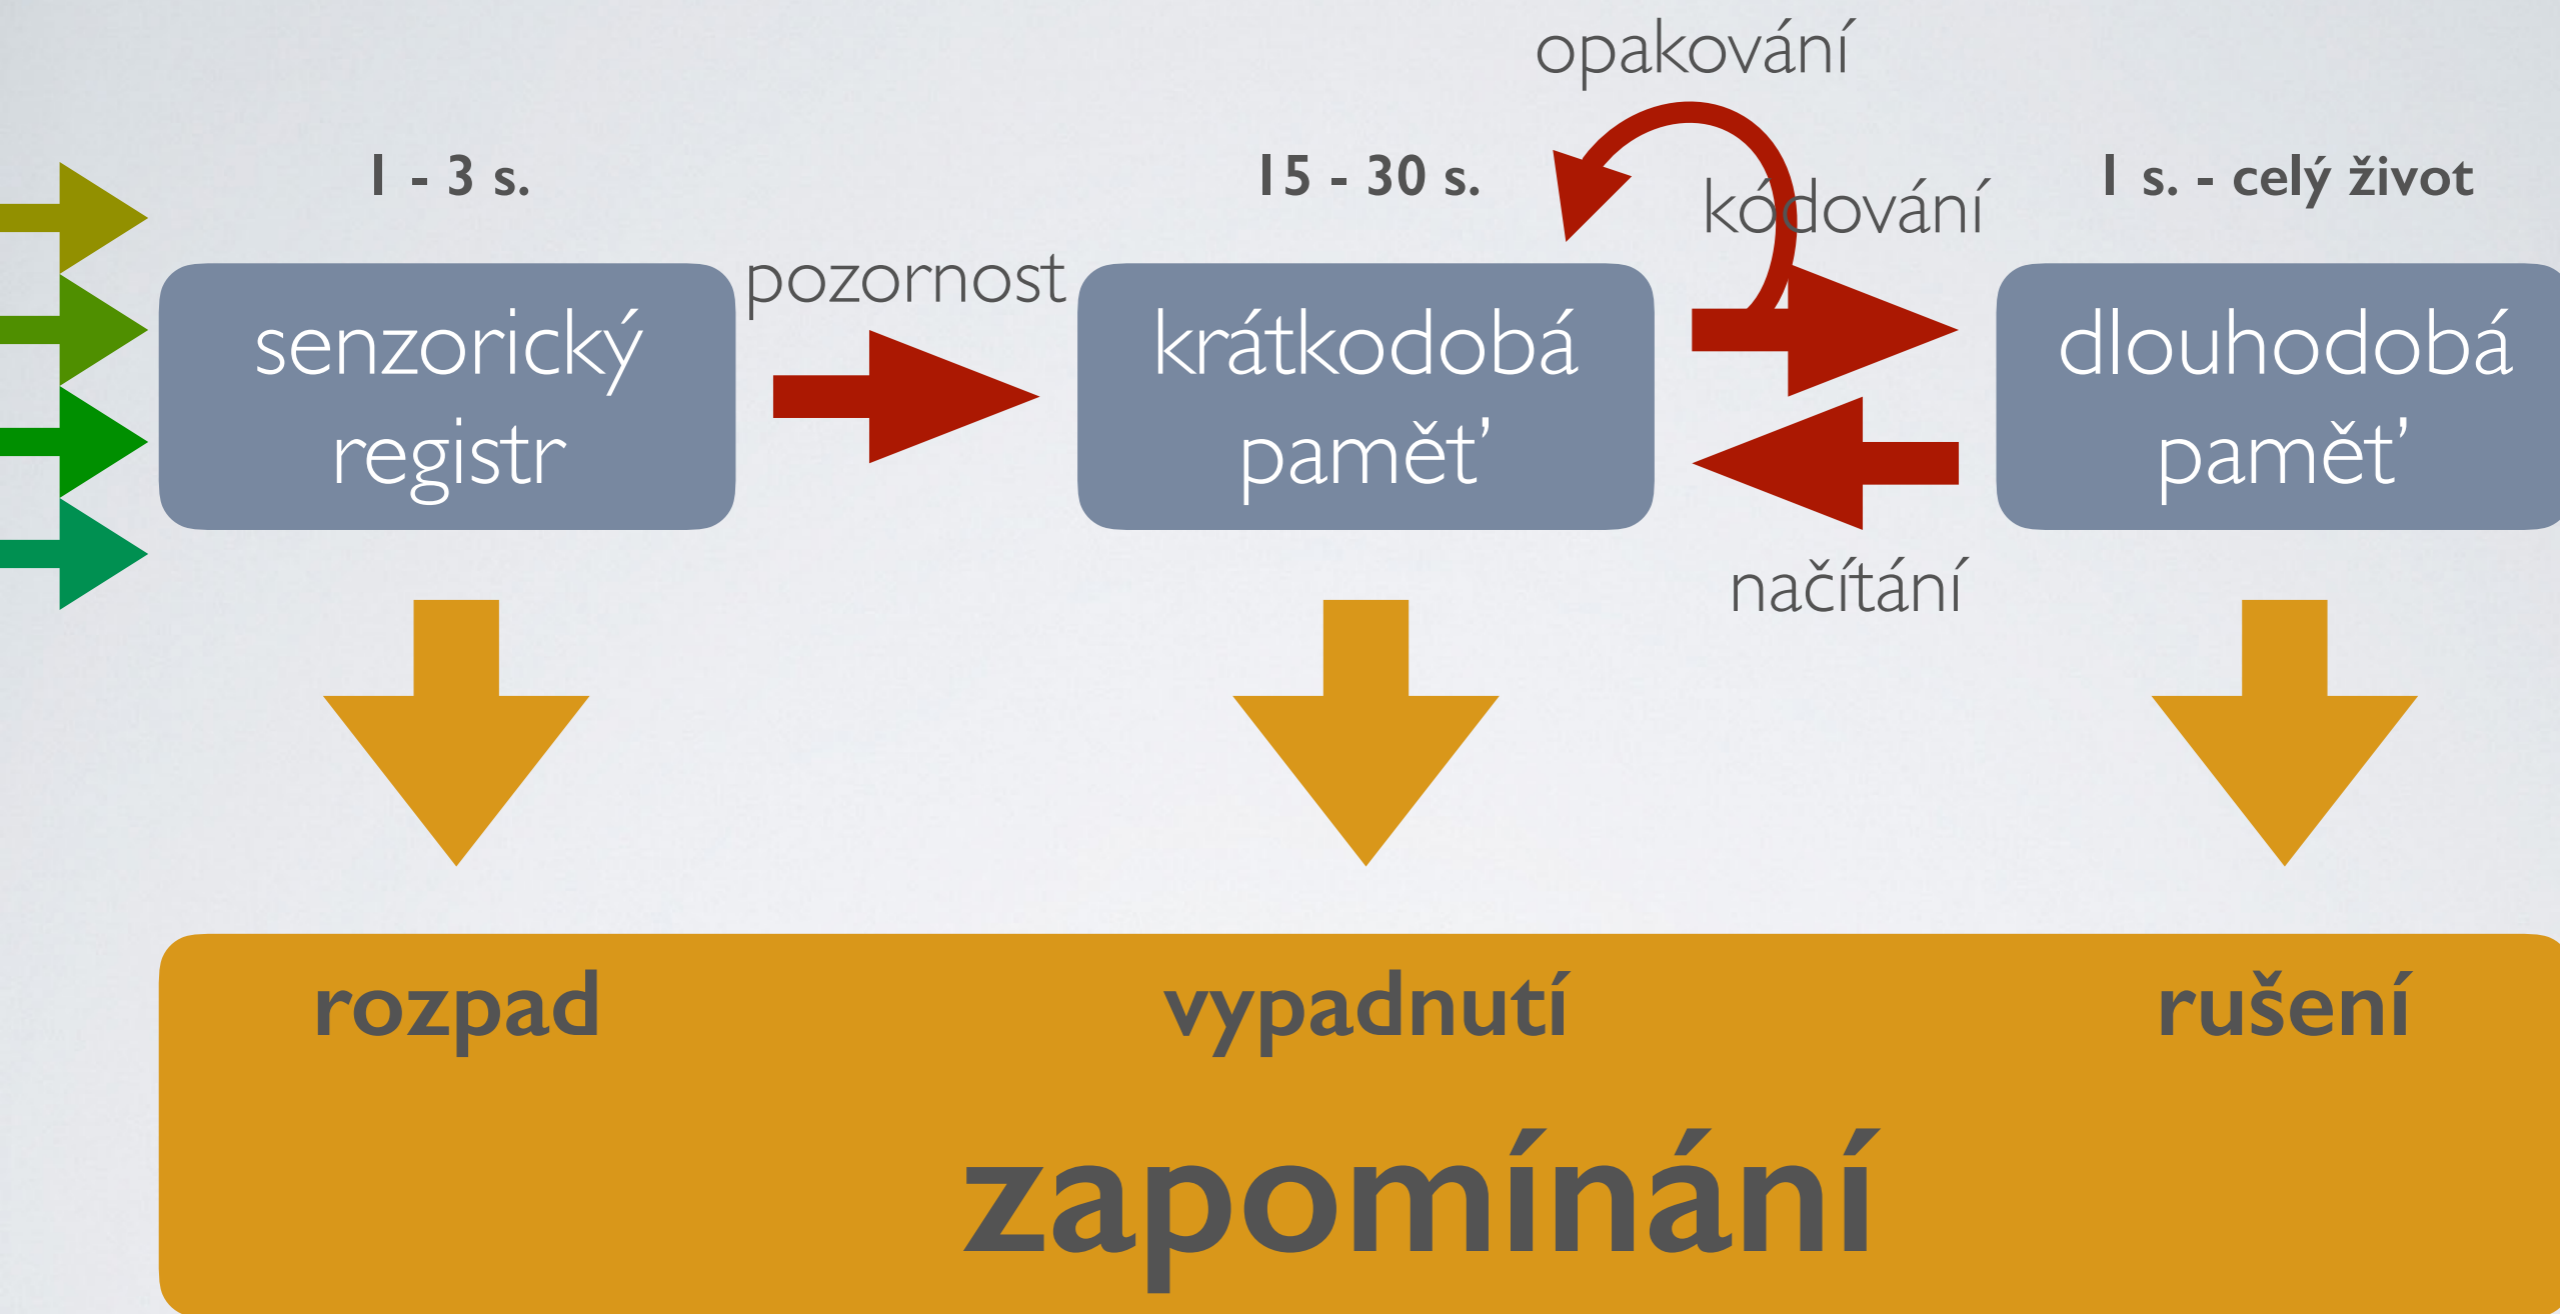 opakování
1 - 3 s.
15 - 30 s.
kódování
1 s. - celý život
pozornost
senzorický
registr
krátkodobá
paměť
dlouhodobá
paměť
načítání
rozpad
vypadnutí
rušení
zapomínání